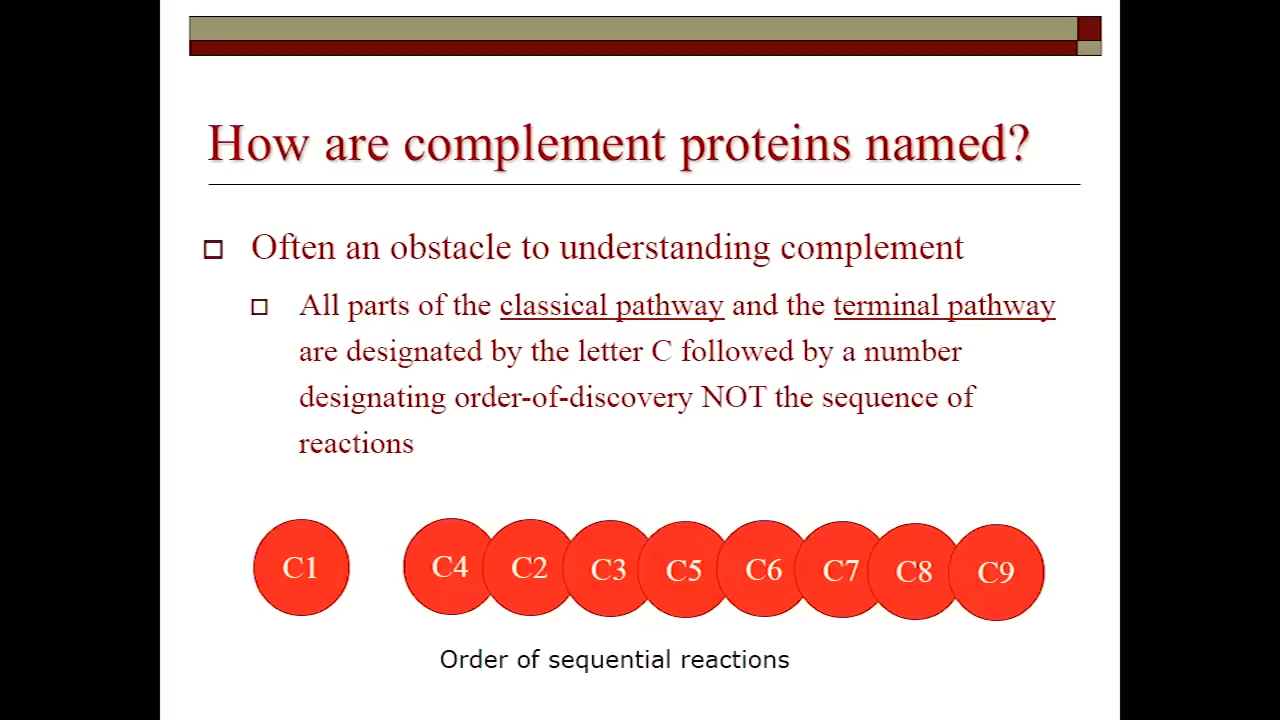 How are complement proteins named?
Often an obstacle to understanding complement
All parts of the classical pathway and the terminal pathway
are designated by the letter C followed by a number
designating order-of-discovery NOT the sequence of
reactions
C1 C4 C2 C3 C5 C6 C7 C8 C9
Order of sequential reactions